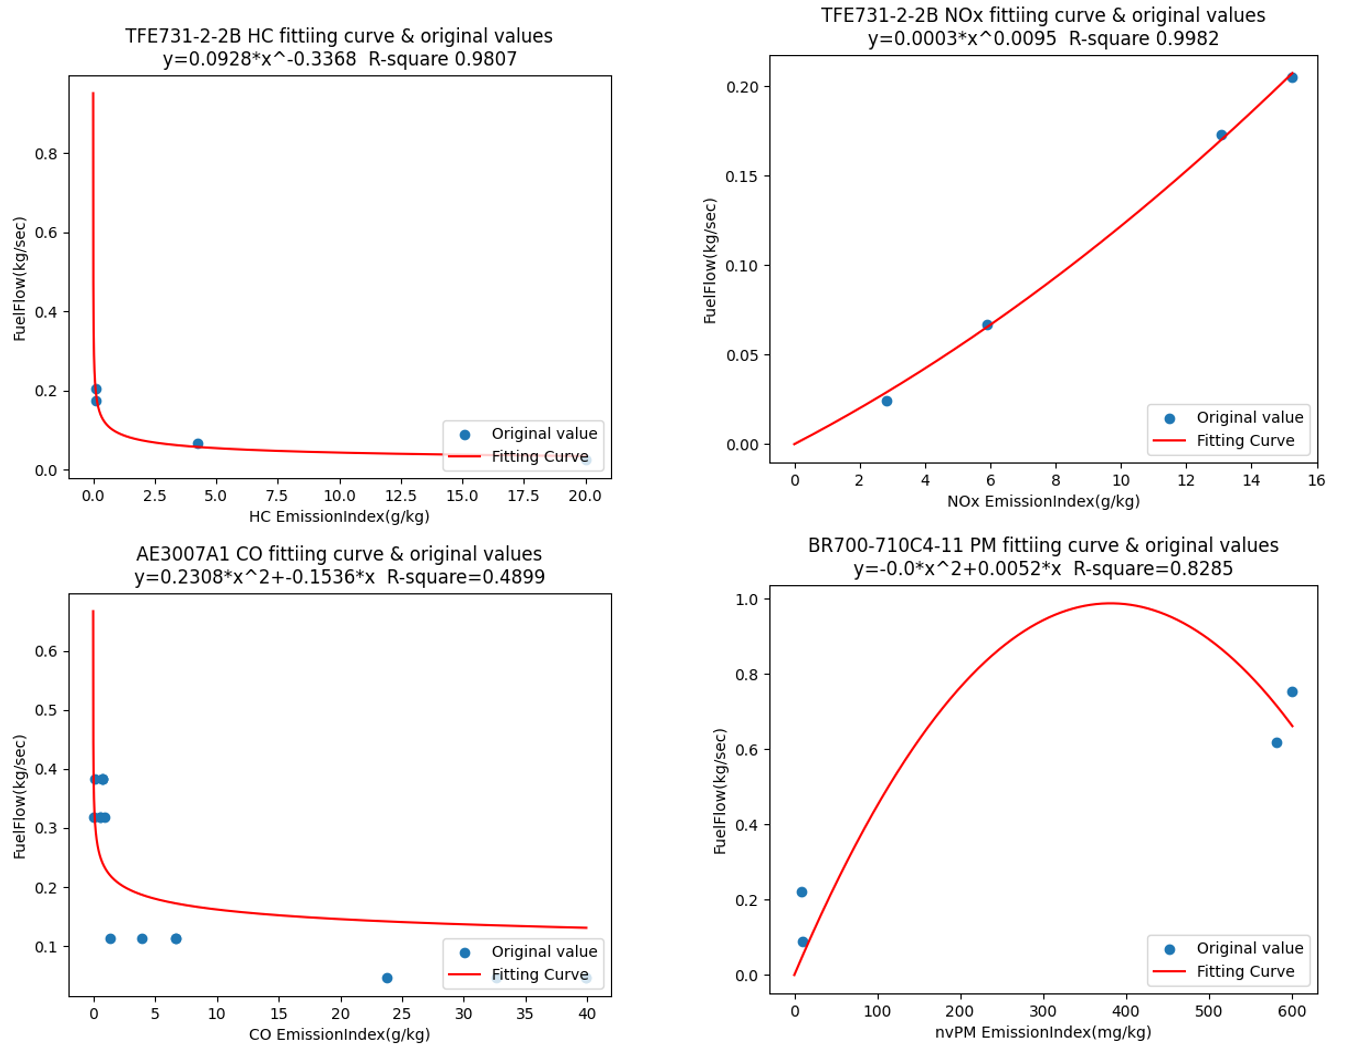 TFE731-2-2B HC fittiing curve & original values
y=0.0928*x^-0.3368 R-square 0.9807
FuelFlow(kg/sec)
0.8
0.6
0.4
0.2
0.0
Original value
Fitting Curve
0.0 2.5 5.0 7.5 10.0 12.5 15.0 17.5 20.0
HC EmissionIndex(g/kg)
TFE731-2-2B NOx fittiing curve & original values
y=0.0003*x^0.0095 R-square 0.9982
FuelFlow(kg/sec)
0.20
0.15
0.10
0.05
0.00
Original value
Fitting Curve
0 2 4 6 8 10 12 14 16
NOx EmissionIndex(g/kg)
AE3007A1 CO fittiing curve & original values
y=0.2308*x^2+-0.1536*x R-square=0.4899
FuelFlow(kg/sec)
0.6
0.5
0.4
0.3
0.2
0.1
Original value
Fitting Curve
0 5 10 15 20 25 30 35 40
CO EmissionIndex(g/kg)
BR700-710C4-11 PM fittiing curve & original values
y=-0.0*x^2+0.0052*x R-square=0.8285
FuelFlow(kg/sec)
1.0
0.8
0.6
0.4
0.2
0.0
Original value
Fitting Curve
0 100 200 300 400 500 600
nvPM EmissionIndex(mg/kg)